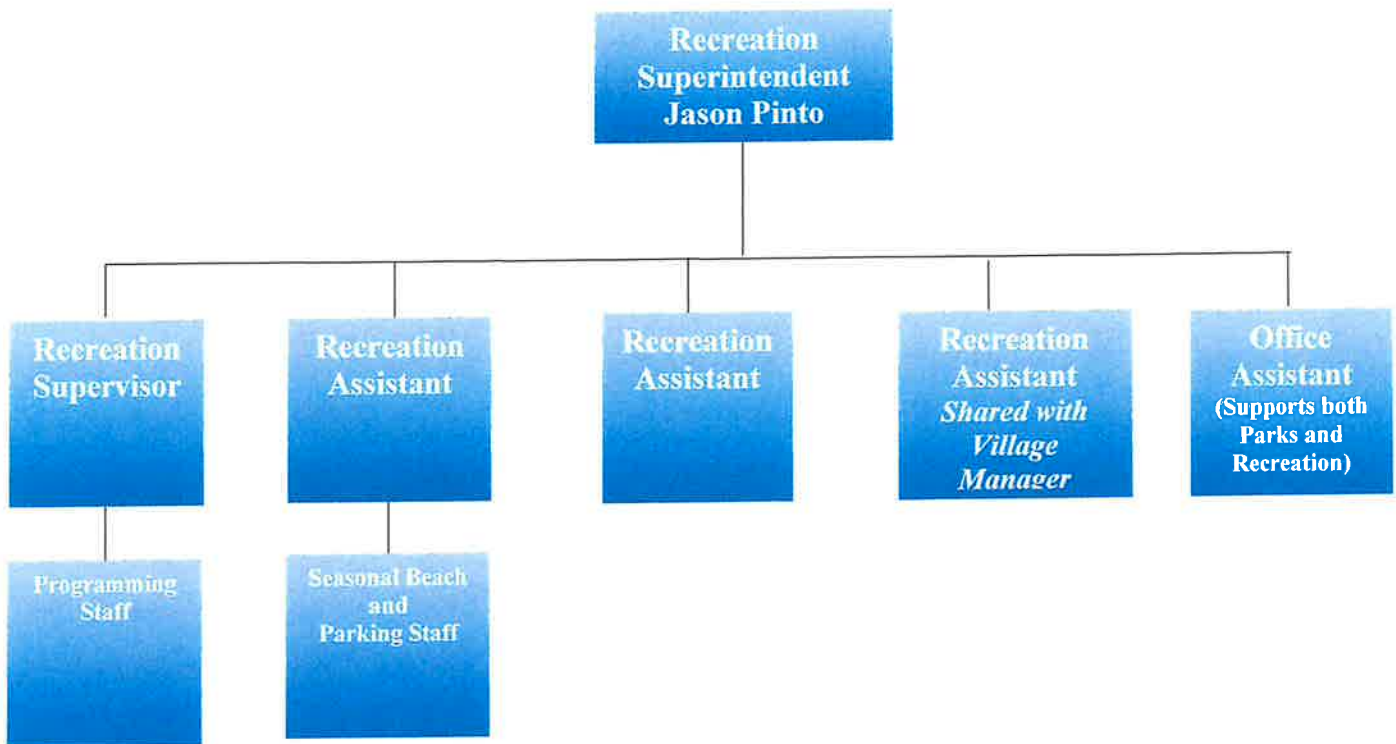 Recreation
Superintendent
Jason Pinto
Recreation
Supervisor
Recreation
Assistant
Recreation
Assistant
Recreation
Assistant
Shared with
Village
Manager
Office
Assistant
(Supports both
Parks and
Recreation)
Programming
Staff
Seasonal Beach
and
Parking Staff